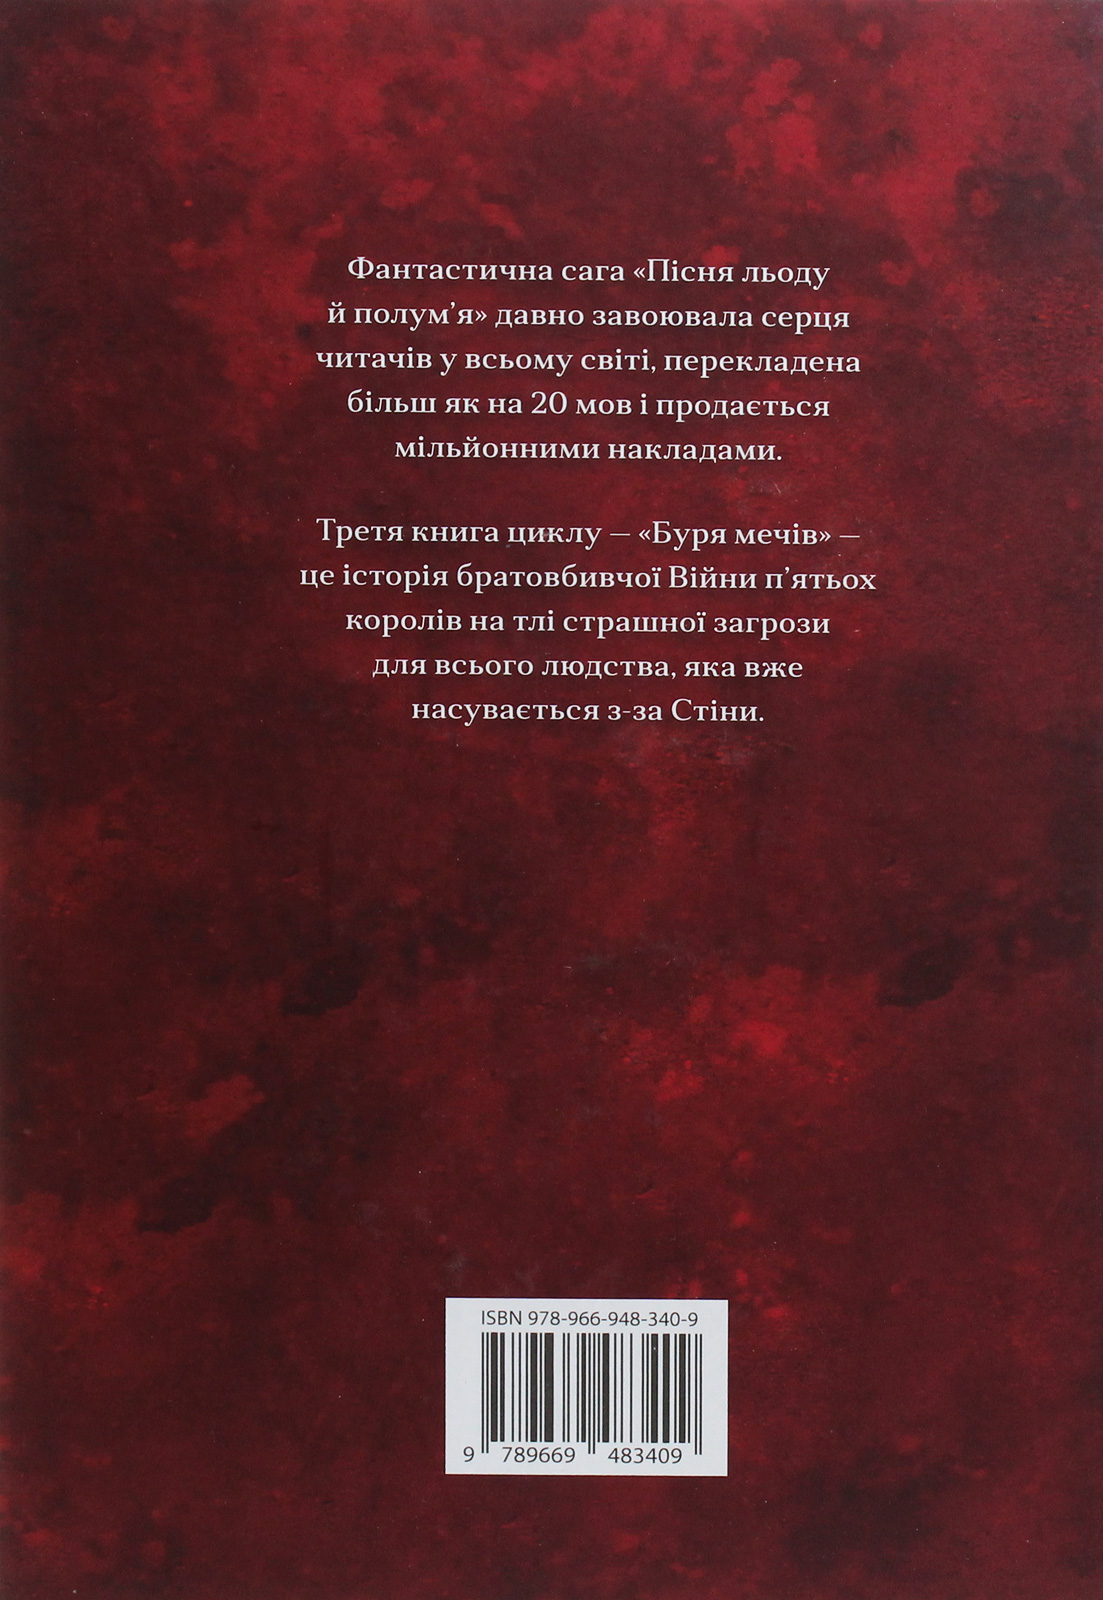 Фантастична сага «Пісня льоду
й полум’я» давно завоювала серця
читачів у всьому світі, перекладена
більш як на 20 мов і продається
мільйонними накладами.
Третя книга циклу — «Буря мечів» —
це історія братовбивчої Війни п’ятьох
королів на тлі страшної загрози
для всього людства, яка вже
насувається з-за Стіни.
ISBN 978-966-948-340-9
9 789669 483409